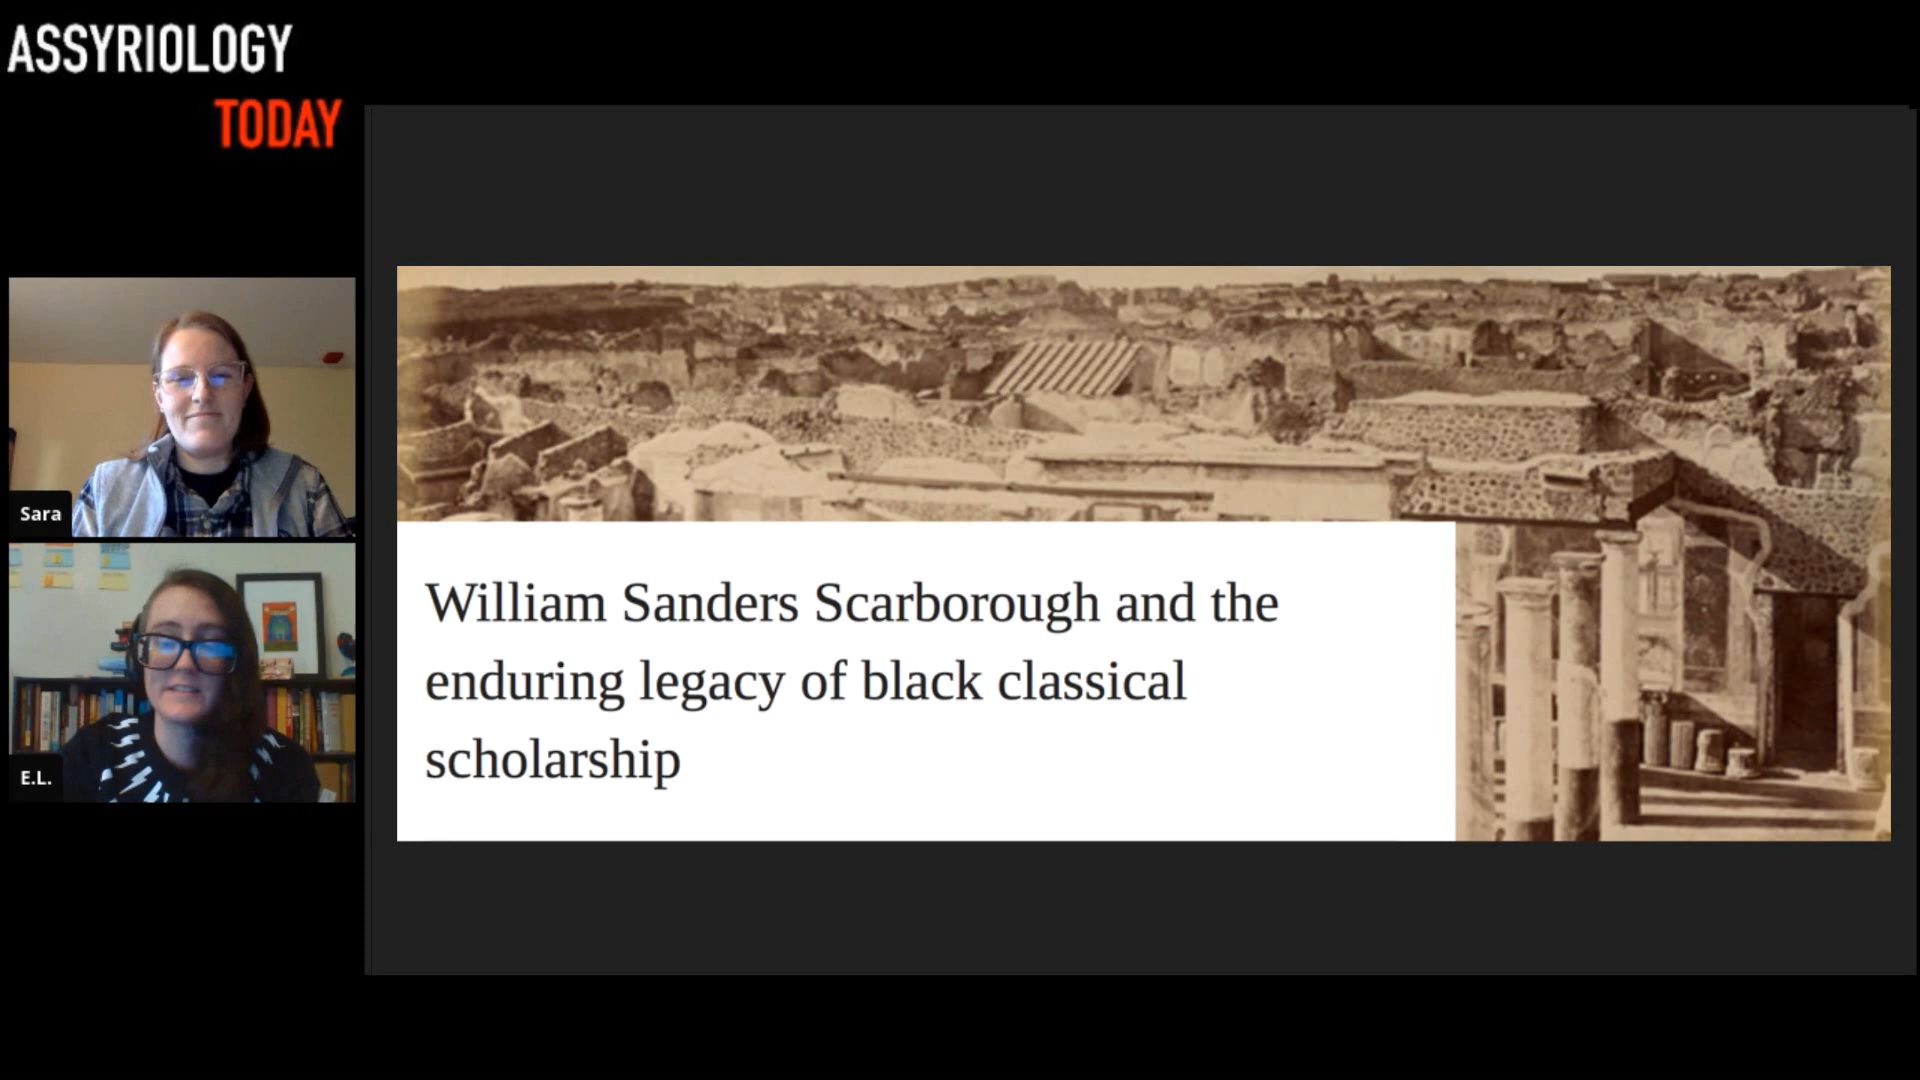 ASSYRIOLOGY
TODAY
Sara
E.L.
William Sanders Scarborough and the
enduring legacy of black classical
scholarship